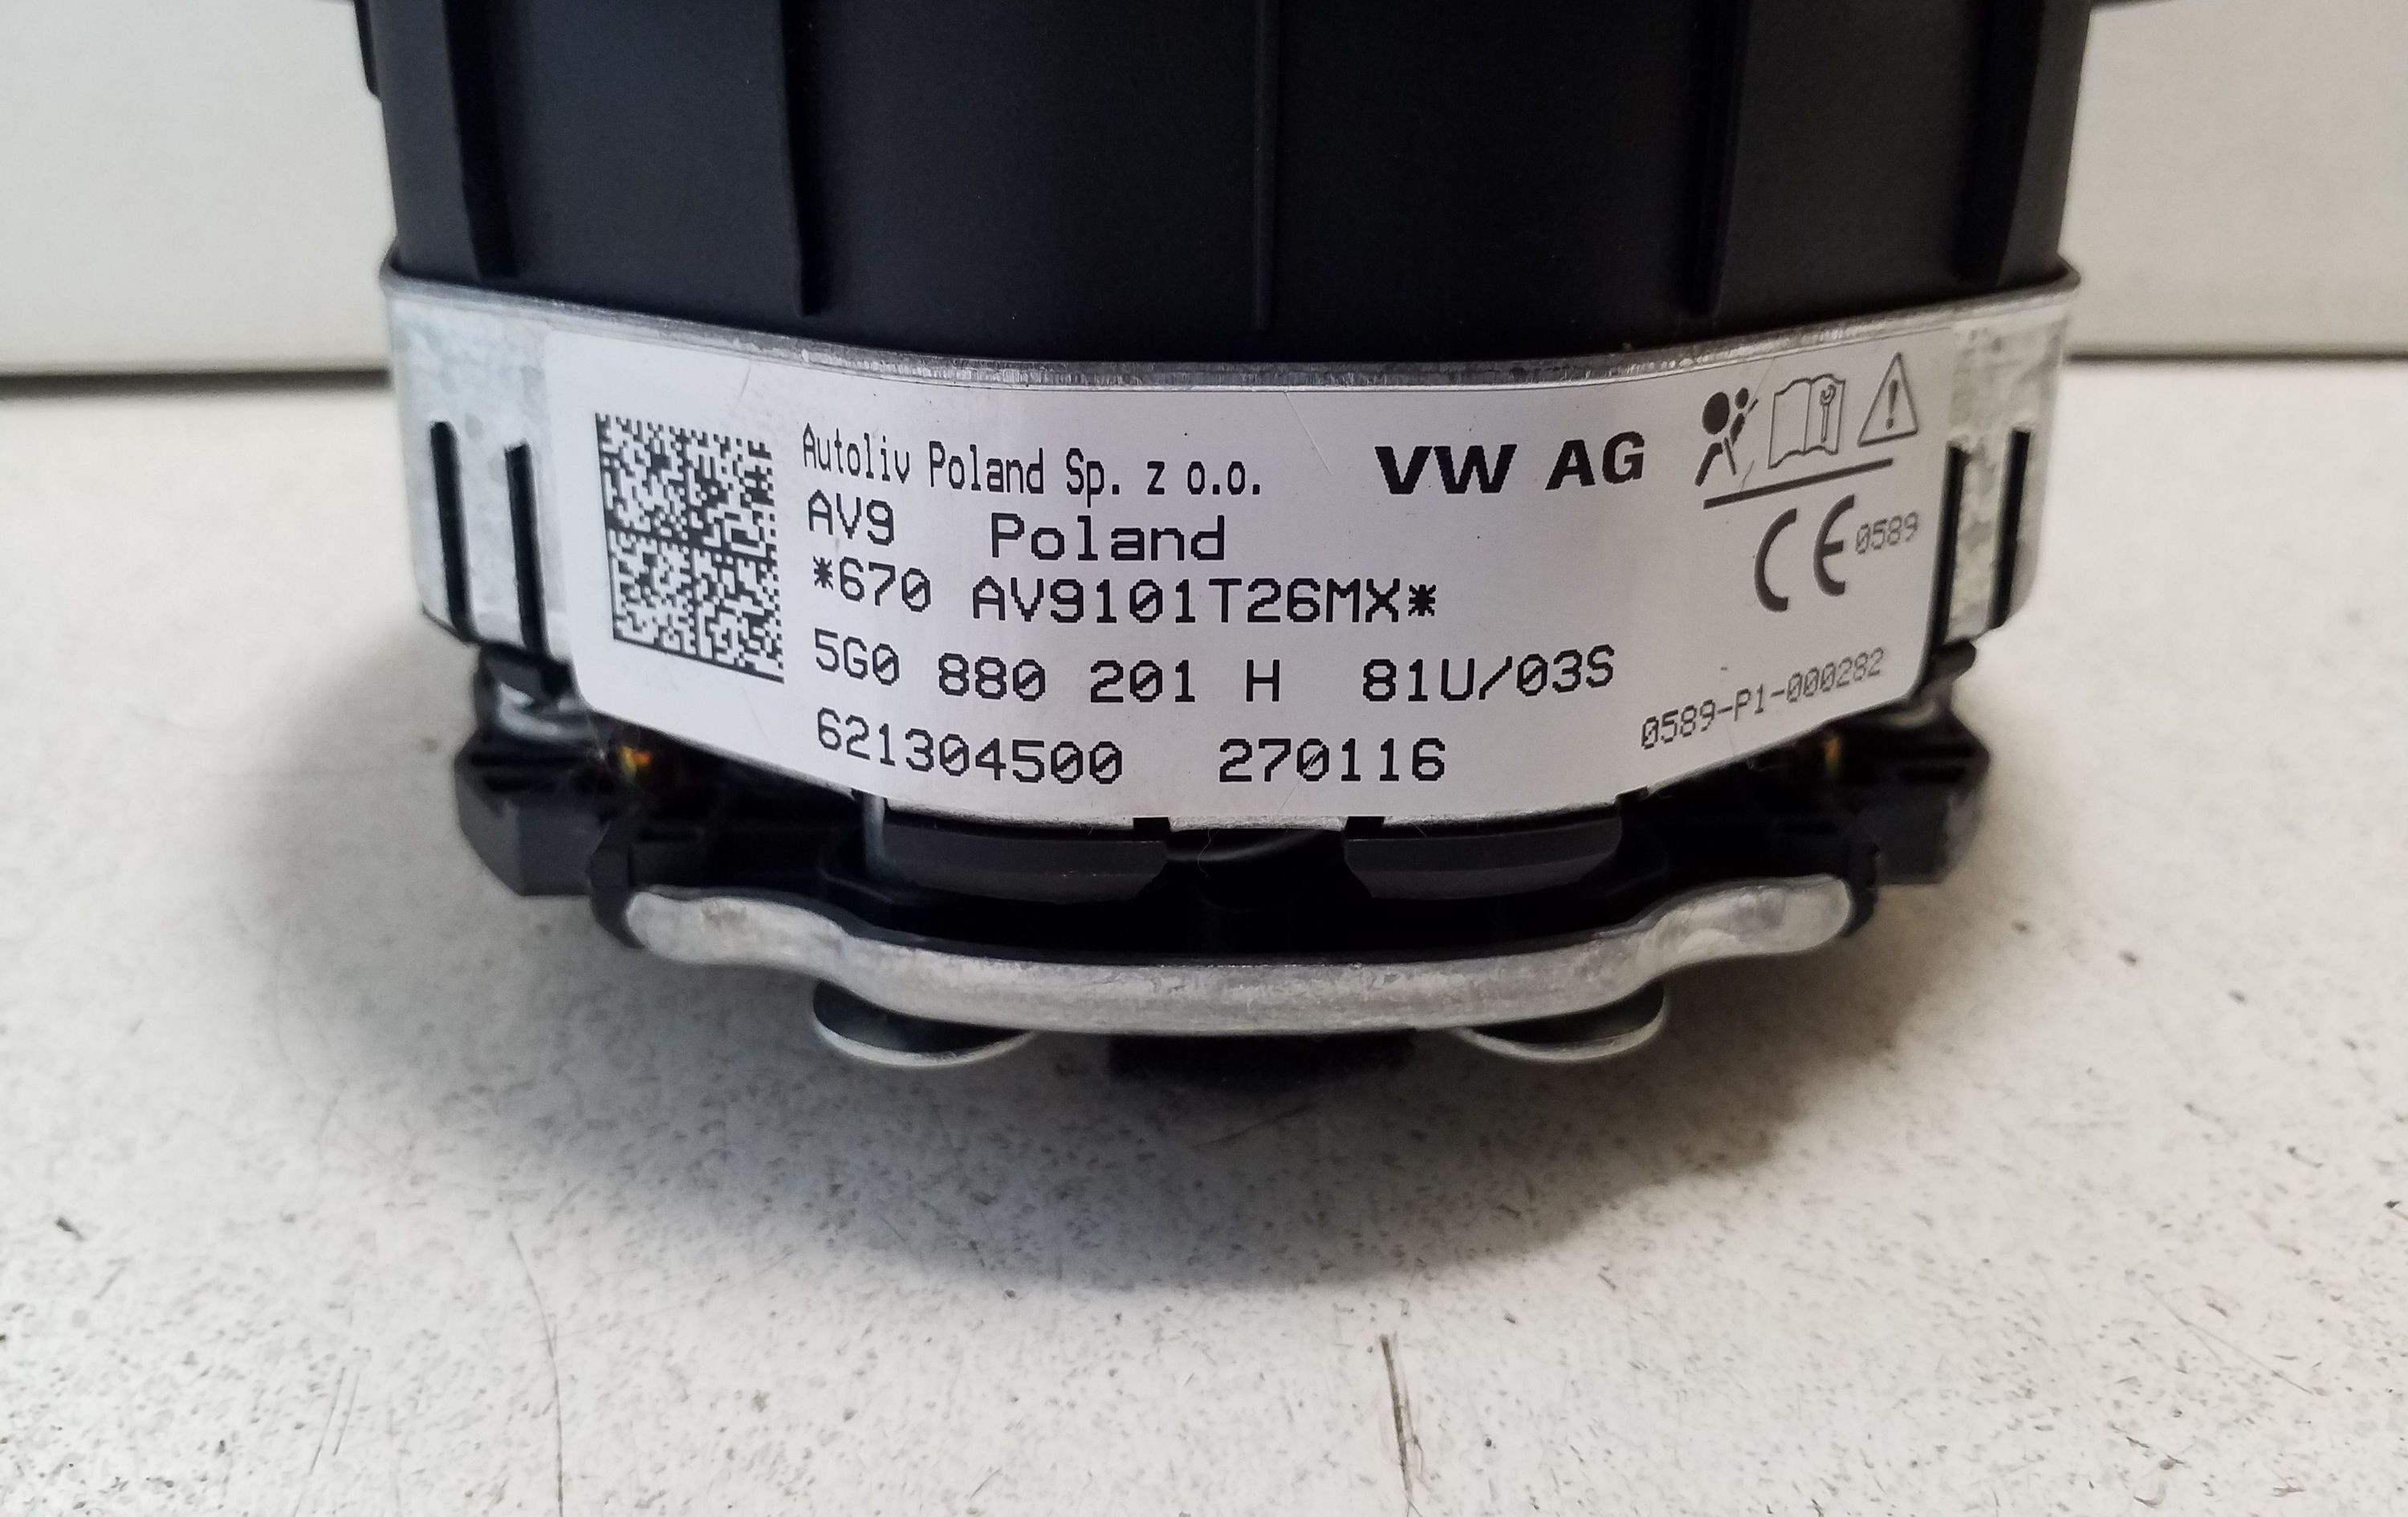 Autoliv Poland Sp. z o.o. VW AG
AV9 Poland
CE 0589
*670 AV9101T26MX*
5G0 880 201 H 81U/03S
0589-P1-000282
621304500 270116